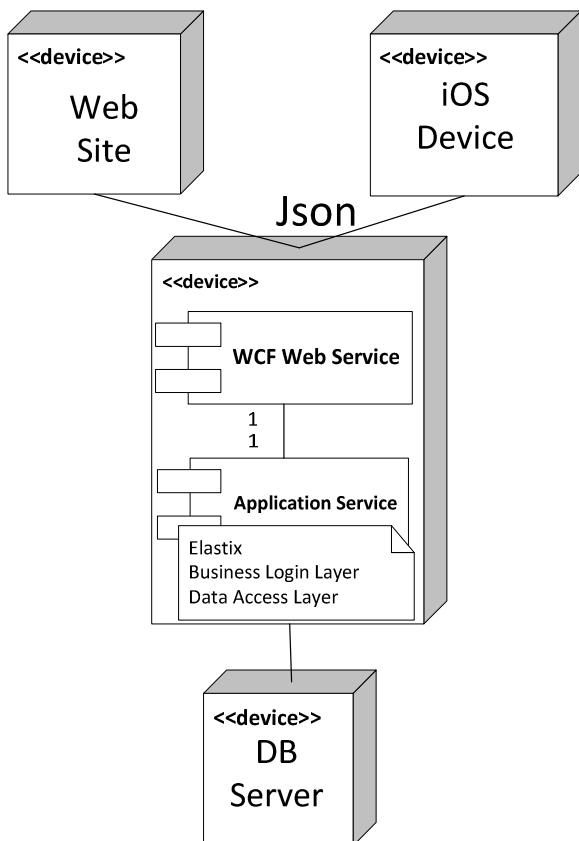 <<device>>
Web
Site
<<device>>
iOS
Device
Json
<<device>>
WCF Web Service
1
1
Application Service
Elastix
Business Login Layer
Data Access Layer
<<device>>
DB
Server